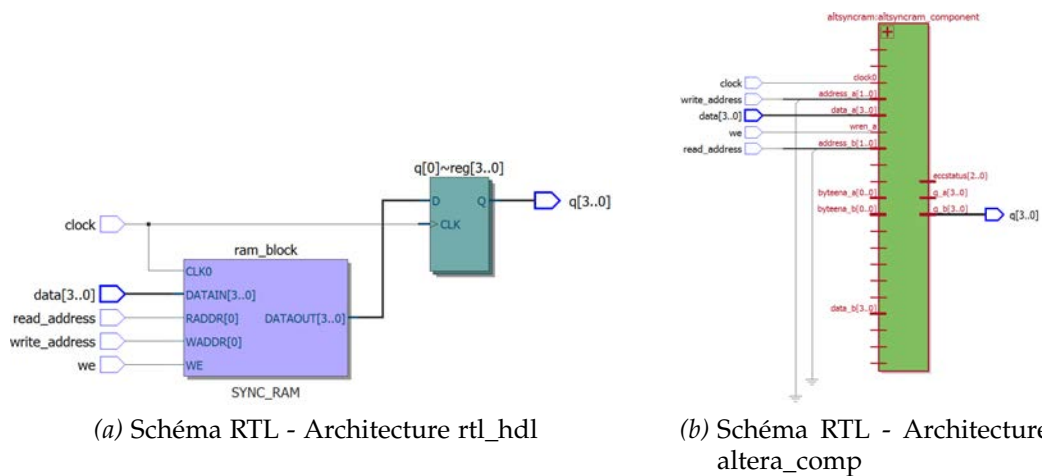 q[0]~reg[3..0]
D
Q
CLK
q[3..0]
clock
ram_block
CLK0
data[3..0]
DATAIN[3..0]
read_address
RADDR[0]
DATAOUT[3..0]
write_address
WADDR[0]
we
WE
SYNC_RAM
(a) Schéma RTL - Architecture rtl_hdl
altsyncram:altsyncram_component
+
clock
clock0
write_address
address_a[1..0]
data[3..0]
data_a[3..0]
we
wren_a
read_address
address_b[1..0]
eccstatus[2..0]
byteena_a[0..0]
q_a[3..0]
byteena_b[0..0]
q_b[3..0]
q[3..0]
data_b[3..0]
(b) Schéma RTL - Architecture
altera_comp